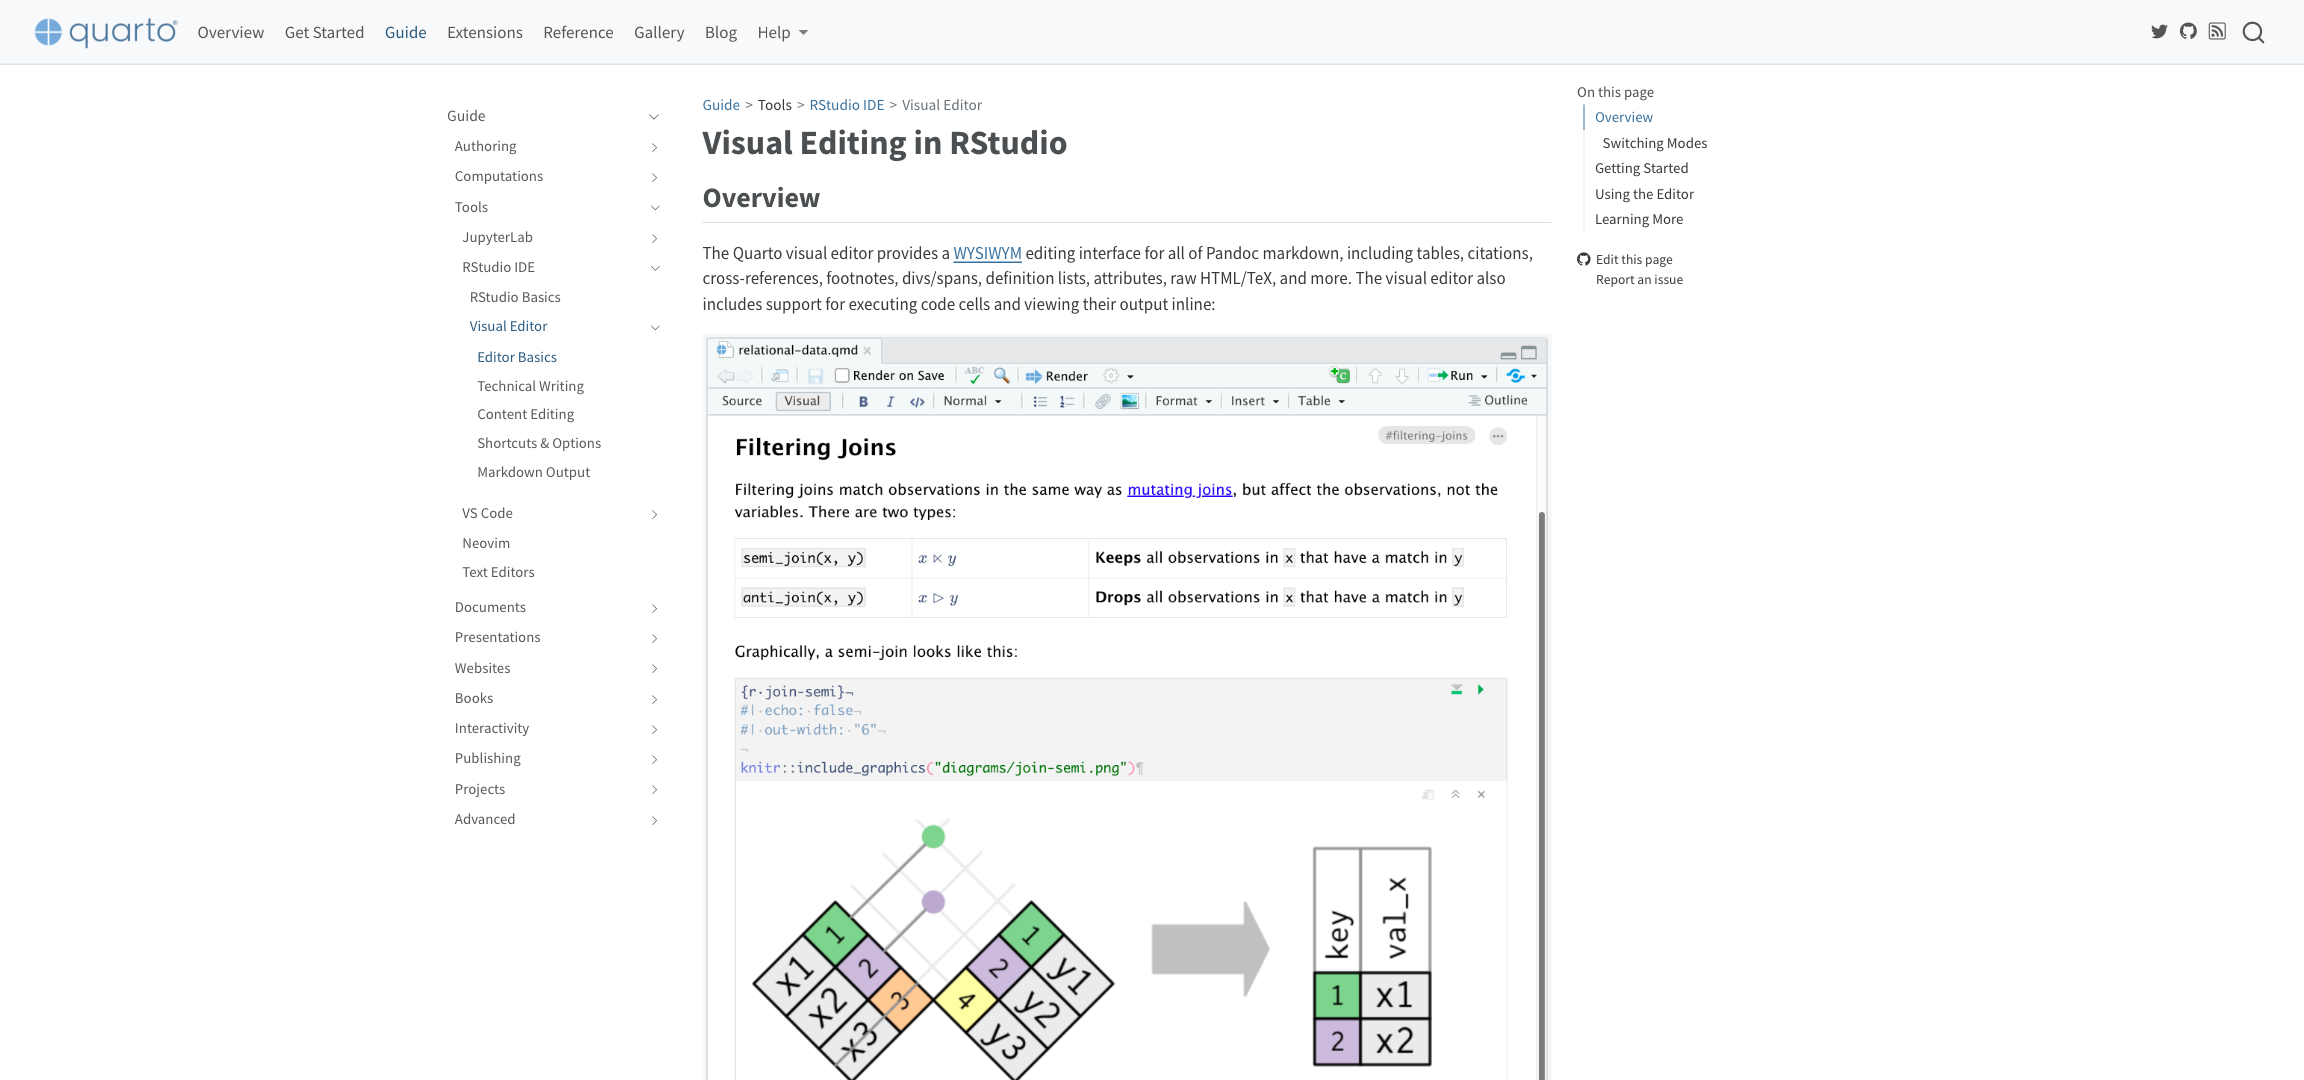 quarto
Overview
Get Started
Guide
Extensions
Reference
Gallery
Blog
Help
Guide
Authoring
Computations
Tools
JupyterLab
RStudio IDE
RStudio Basics
Visual Editor
Editor Basics
Technical Writing
Content Editing
Shortcuts & Options
Markdown Output
VS Code
Neovim
Text Editors
Documents
Presentations
Websites
Books
Interactivity
Publishing
Projects
Advanced
Guide > Tools > RStudio IDE > Visual Editor
Visual Editing in RStudio
Overview
The Quarto visual editor provides a WYSIWYM editing interface for all of Pandoc markdown, including tables, citations,
cross-references, footnotes, divs/spans, definition lists, attributes, raw HTML/TeX, and more. The visual editor also
includes support for executing code cells and viewing their output inline:
relational-data.qmd
Render on Save ABC Render Run
Source Visual B I </> Normal Format Insert Table Outline
Filtering Joins
#filtering-joins
Filtering joins match observations in the same way as mutating joins, but affect the observations, not the
variables. There are two types:
semi_join(x, y) x ⋉ y Keeps all observations in x that have a match in y
anti_join(x, y) x ▷ y Drops all observations in x that have a match in y
Graphically, a semi-join looks like this:
{r·join-semi}¬
#|·echo:·false¬
#|·out-width:·"6"¬
¬
knitr::include_graphics("diagrams/join-semi.png")¶
1 2 3
x1 x2 x3
1 2 4
y1 y2 y3
key val_x
1 x1
2 x2
On this page
Overview
Switching Modes
Getting Started
Using the Editor
Learning More
Edit this page
Report an issue